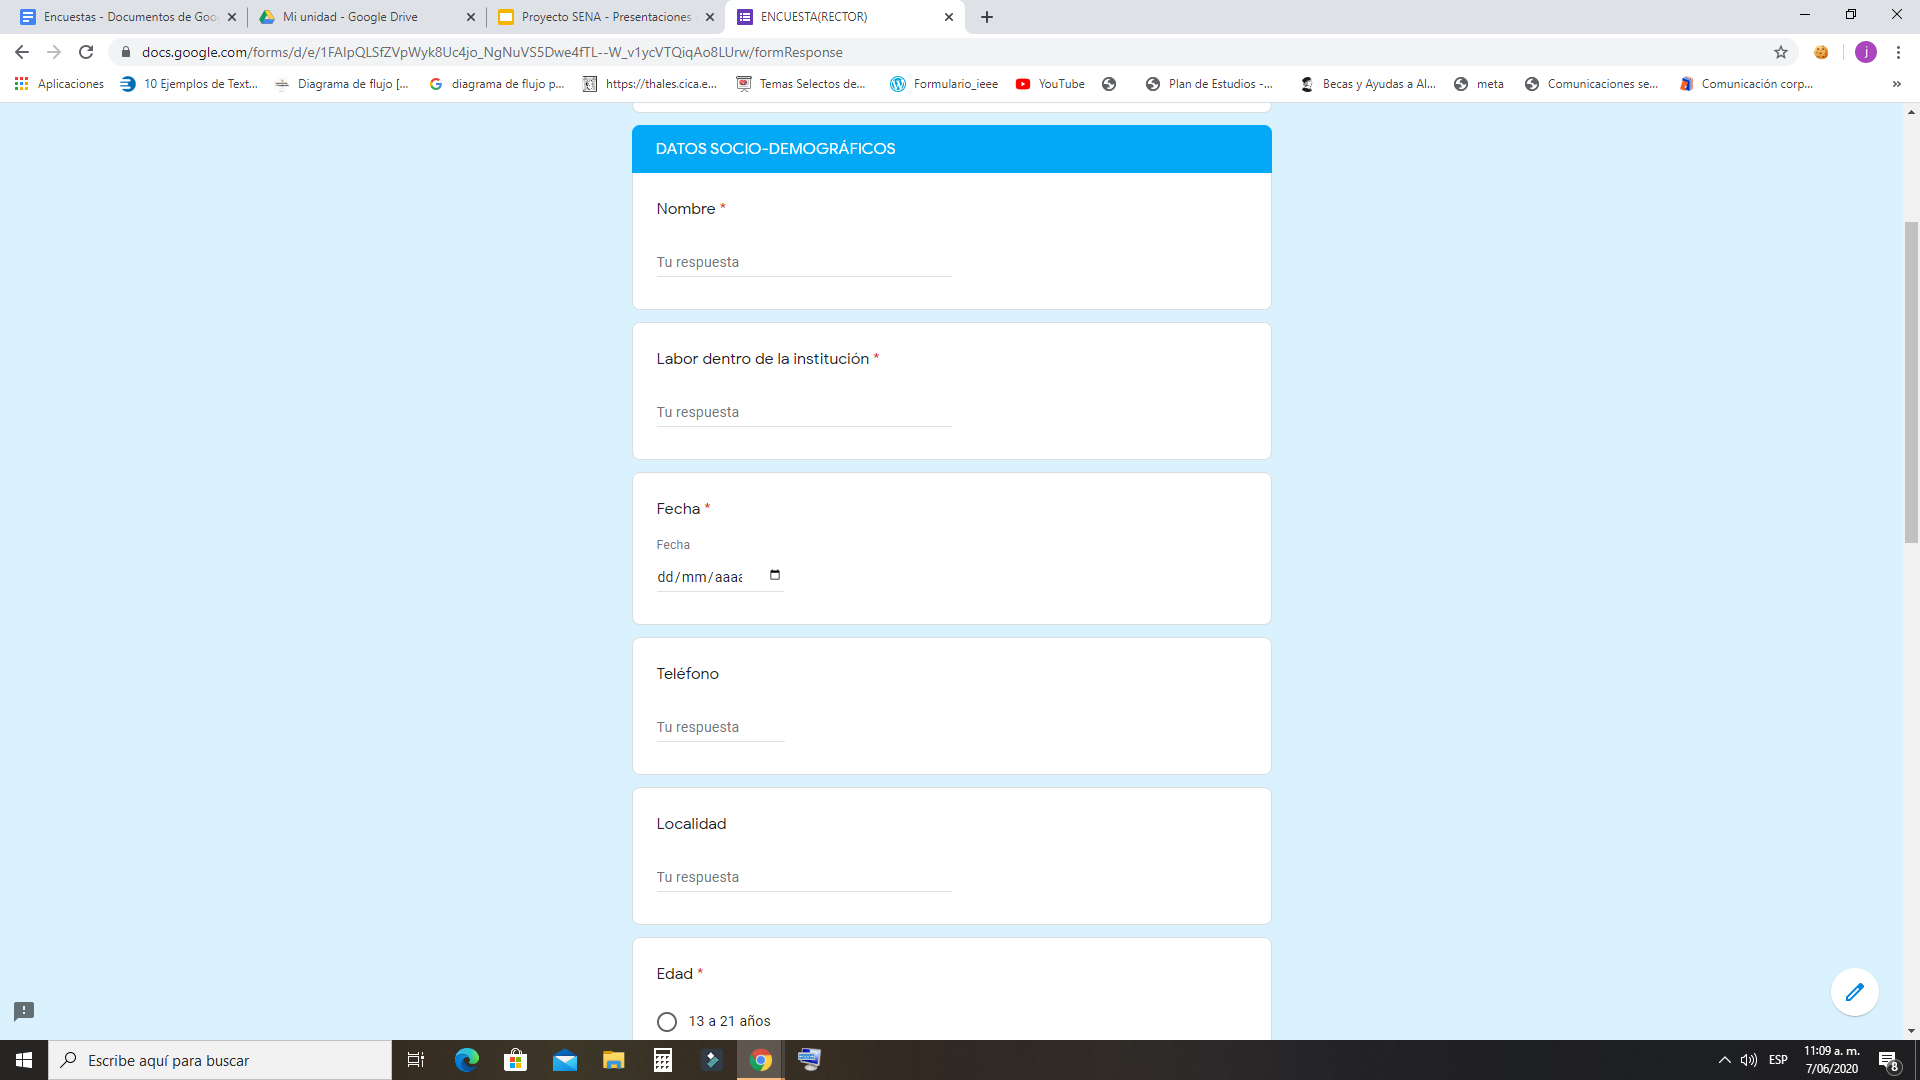 Encuestas - Documentos de Goo
Mi unidad - Google Drive
Proyecto SENA - Presentaciones
ENCUESTA(RECTOR)
docs.google.com/forms/d/e/1FAIpQLSfZVpWyk8Uc4jo_NgNuVS5Dwe4fTL--W_v1ycVTQiqAo8LUrw/formResponse
j
Aplicaciones
10 Ejemplos de Text...
Diagrama de flujo [...
diagrama de flujo p...
https://thales.cica.e...
Temas Selectos de...
Formulario_ieee
YouTube
Plan de Estudios -...
Becas y Ayudas a Al...
meta
Comunicaciones se...
Comunicación corp...
»
DATOS SOCIO-DEMOGRÁFICOS
Nombre *
Tu respuesta
Labor dentro de la institución *
Tu respuesta
Fecha *
Fecha
dd/mm/aaaa
Teléfono
Tu respuesta
Localidad
Tu respuesta
Edad *
13 a 21 años
Escribe aquí para buscar
ESP
11:09 a. m.
7/06/2020
8